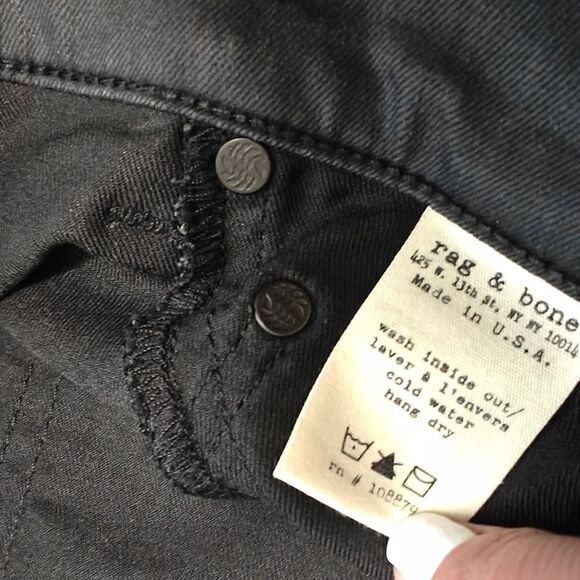 rag & bone
425 W. 13th St, NY NY 10014
Made in U.S.A.
wash inside out/
laver à l'envers
cold water
hang dry
rn # 108879